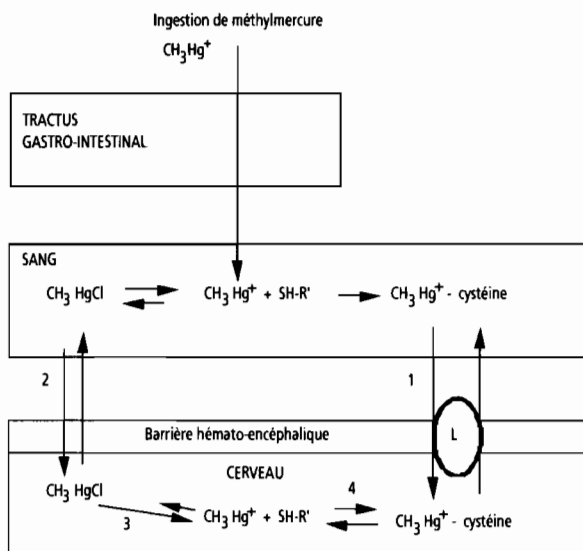 Ingestion de méthylmercure
CH₃Hg⁺
TRACTUS
GASTRO-INTESTINAL
SANG
CH₃ HgCl
CH₃ Hg⁺ + SH-R'
CH₃ Hg⁺ - cystéine
2
1
L
Barrière hémato-encéphalique
CERVEAU
CH₃ HgCl
3
CH₃ Hg⁺ + SH-R'
4
CH₃ Hg⁺ - cystéine